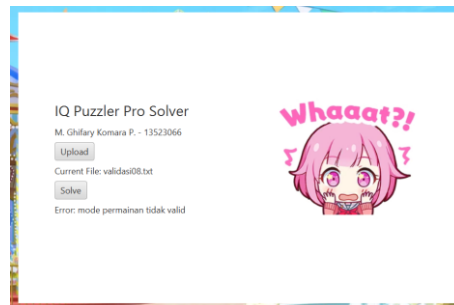 IQ Puzzler Pro Solver
M. Ghifary Komara P. - 13523066
Upload
Current File: validasi08.txt
Solve
Error: mode permainan tidak valid
Whaaat?!